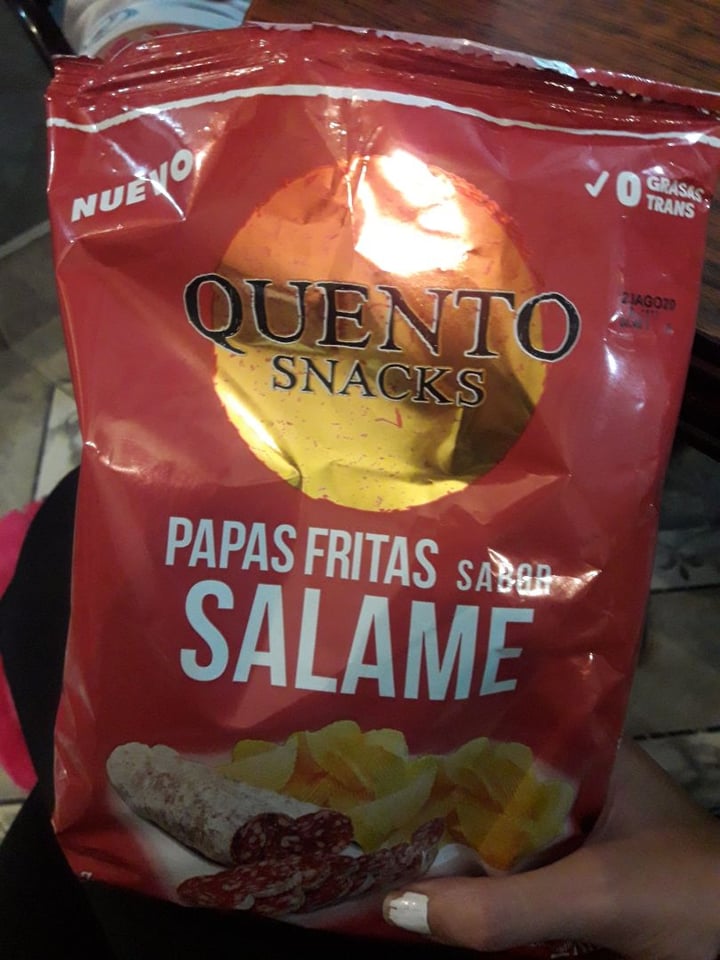 NUEVO
✓0 GRASAS
TRANS
QUENTO
SNACKS
PAPAS FRITAS SABOR
SALAME